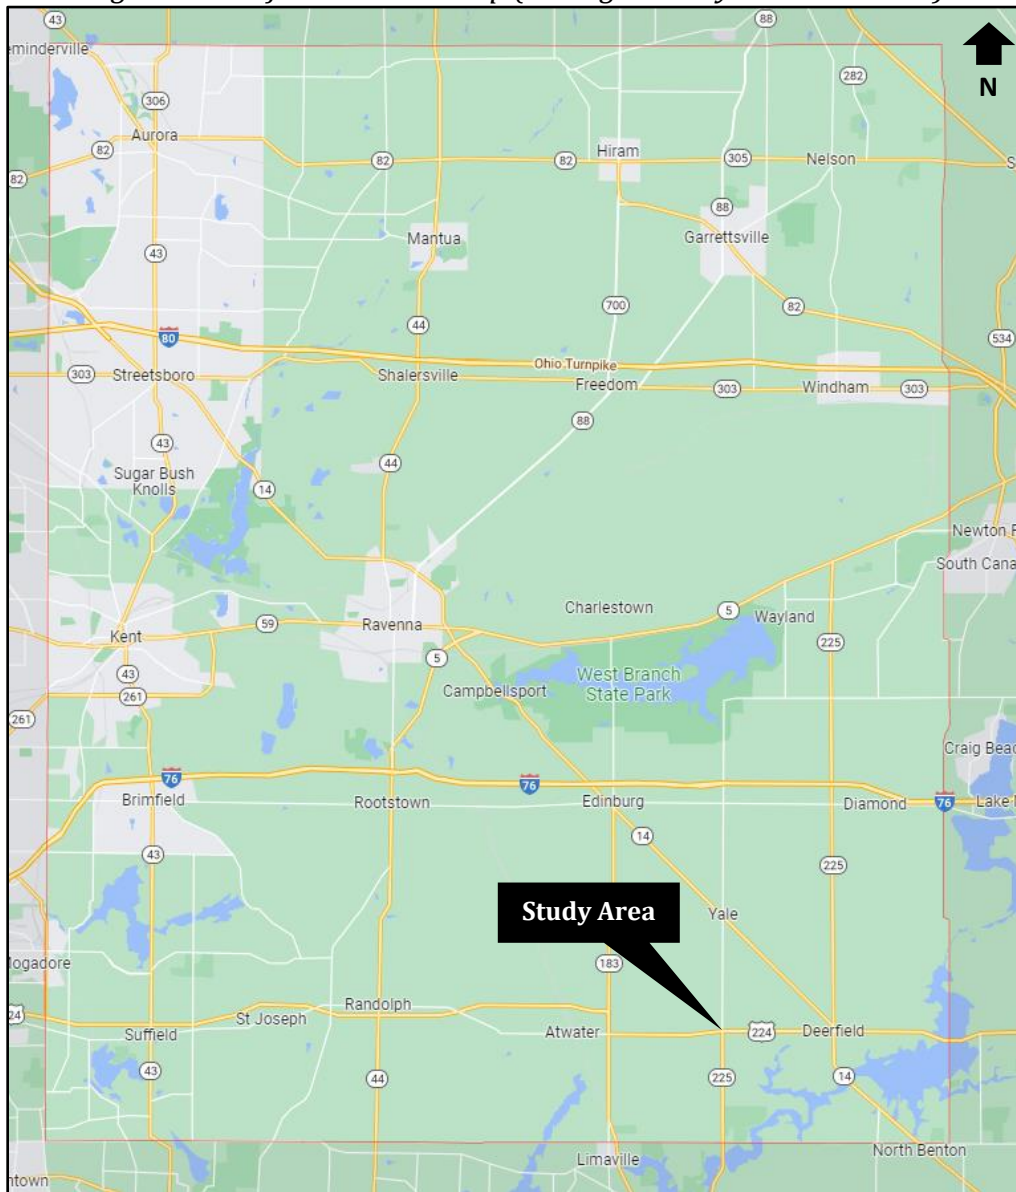 43
88
eminderville
N
282
306
Aurora
82
82
82
Hiram
305
Nelson
82
88
Mantua
Garrettsville
43
700
82
44
80
534
Ohio Turnpike
303
Streetsboro
Shalersville
Freedom
303
Windham
303
88
43
44
Sugar Bush
Knolls
14
Newton
South Cana
Charlestown
5
Wayland
59
Ravenna
Kent
225
5
43
West Branch
State Park
Campbellsport
261
261
Craig Beac
76
76
Brimfield
Rootstown
Edinburg
Diamond
76
Lake
14
43
225
Study Area
Yale
183
logadore
Randolph
24
St Joseph
Suffield
Atwater
224
Deerfield
43
44
225
14
North Benton
Limaville
ntown